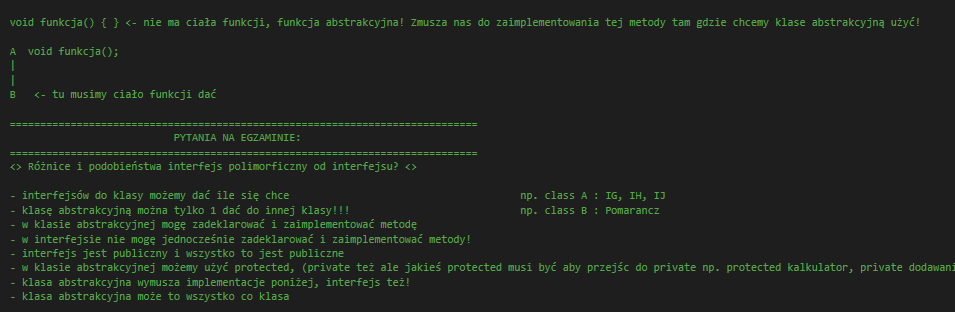 void funkcja() { } <- nie ma ciała funkcji, funkcja abstrakcyjna! Zmusza nas do zaimplementowania tej metody tam gdzie chcemy klase abstrakcyjną użyć!
A  void funkcja();
|
|
B   <- tu musimy ciało funkcji dać
============================================================================
PYTANIA NA EGZAMINIE:
============================================================================
<> Różnice i podobieństwa interfejs polimorficzny od interfejsu? <>
- interfejsów do klasy możemy dać ile się chce np. class A : IG, IH, IJ
- klasę abstrakcyjną można tylko 1 dać do innej klasy!!! np. class B : Pomarancz
- w klasie abstrakcyjnej mogę zadeklarować i zaimplementować metodę
- w interfejsie nie mogę jednocześnie zadeklarować i zaimplementować metody!
- interfejs jest publiczny i wszystko to jest publiczne
- w klasie abstrakcyjnej możemy użyć protected, (private też ale jakieś protected musi być aby przejśc do private np. protected kalkulator, private dodawani
- klasa abstrakcyjna wymusza implementacje poniżej, interfejs też!
- klasa abstrakcyjna może to wszystko co klasa